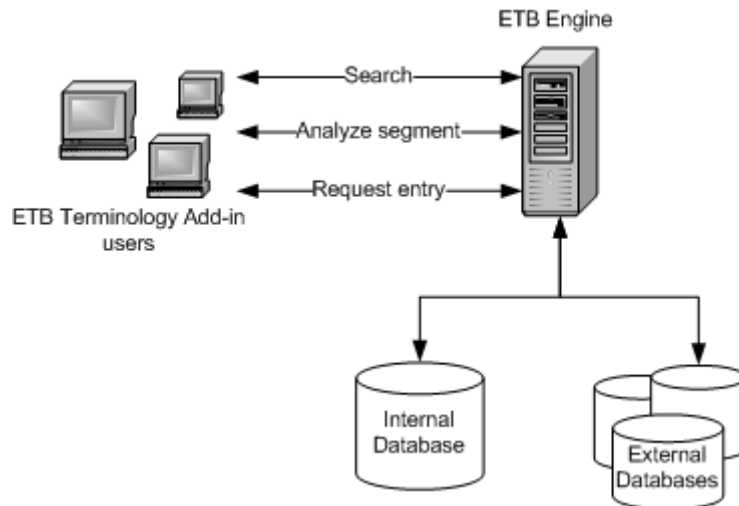 ETB Engine
Search
Analyze segment
Request entry
ETB Terminology Add-in
users
Internal
Database
External
Databases